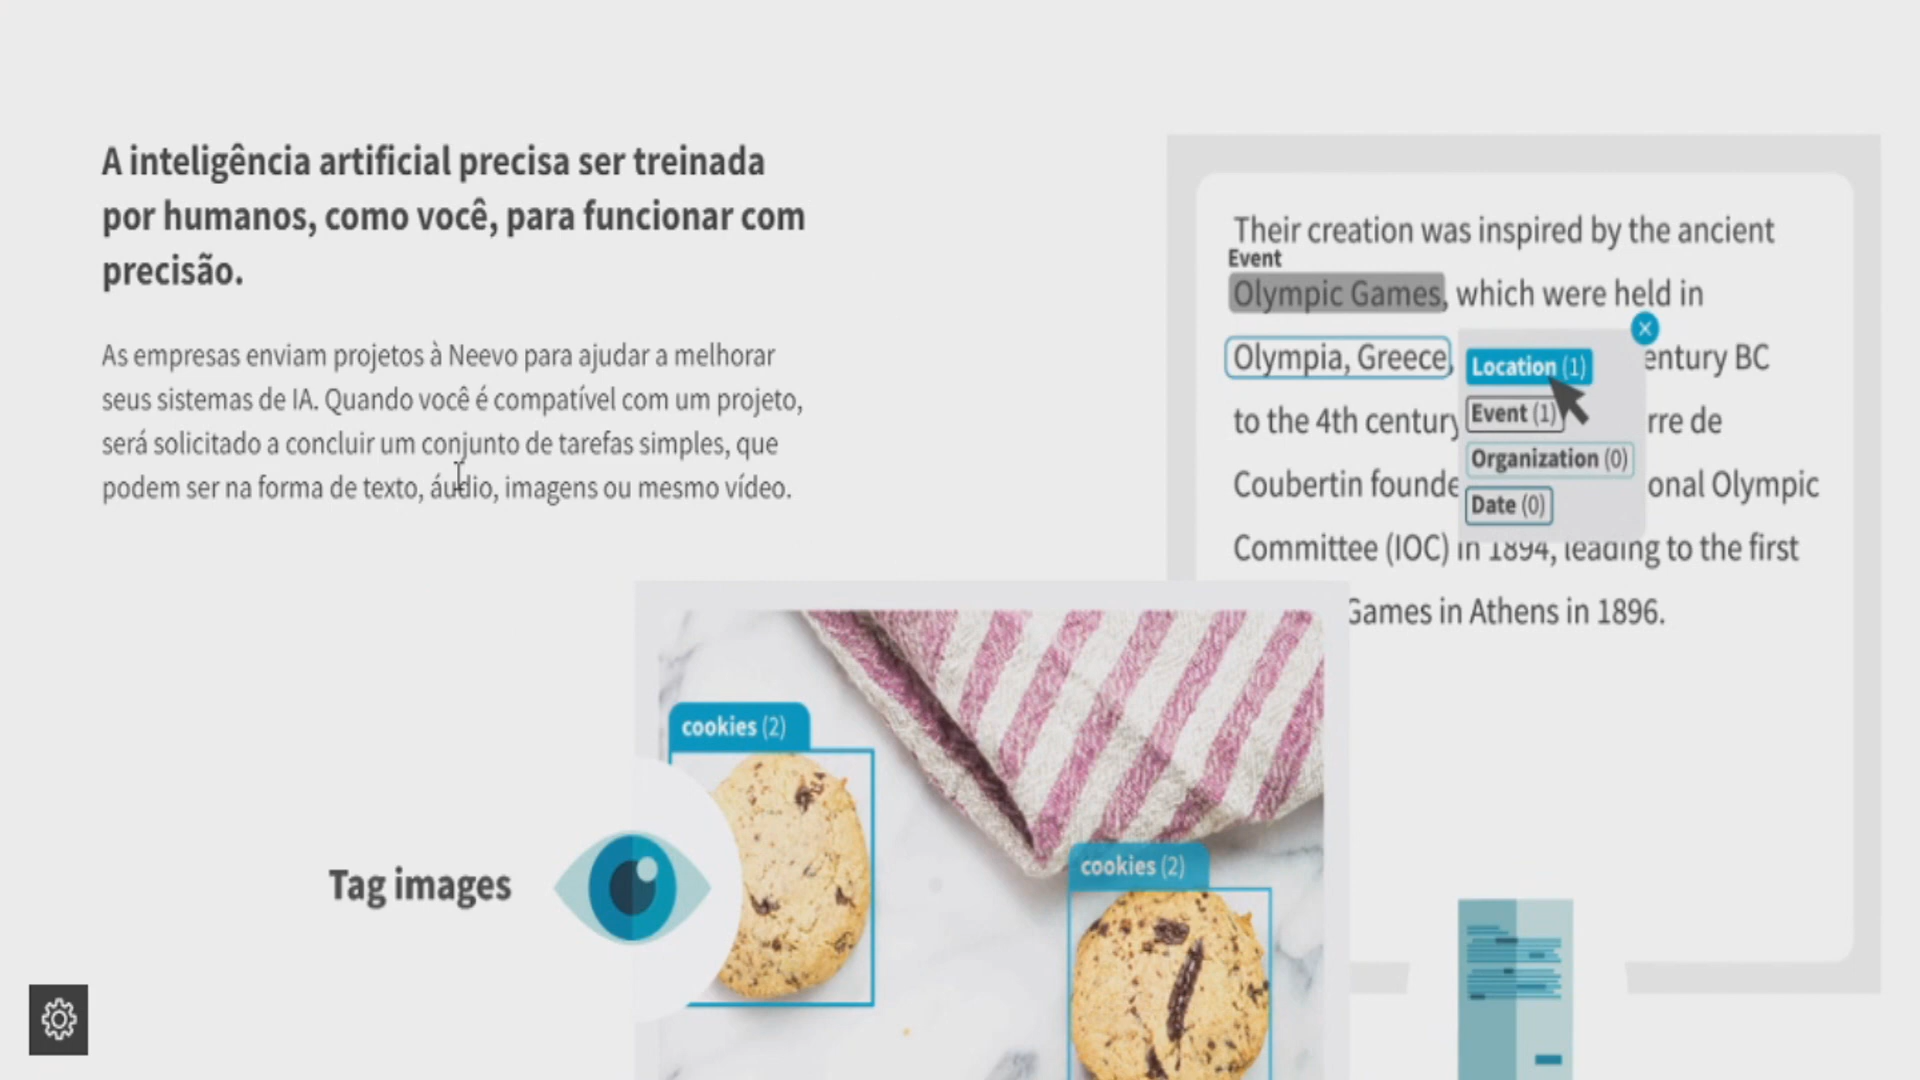 A inteligência artificial precisa ser treinada
por humanos, como você, para funcionar com
precisão.
As empresas enviam projetos à Neevo para ajudar a melhorar
seus sistemas de IA. Quando você é compatível com um projeto,
será solicitado a concluir um conjunto de tarefas simples, que
podem ser na forma de texto, áudio, imagens ou mesmo vídeo.
Their creation was inspired by the ancient
Event
Olympic Games, which were held in
Olympia, Greece, entury BC
Location (1)
to the 4th century rre de
Event (1)
Organization (0)
Coubertin founde onal Olympic
Date (0)
Committee (IOC) in 1894, leading to the first
Games in Athens in 1896.
cookies (2)
cookies (2)
Tag images